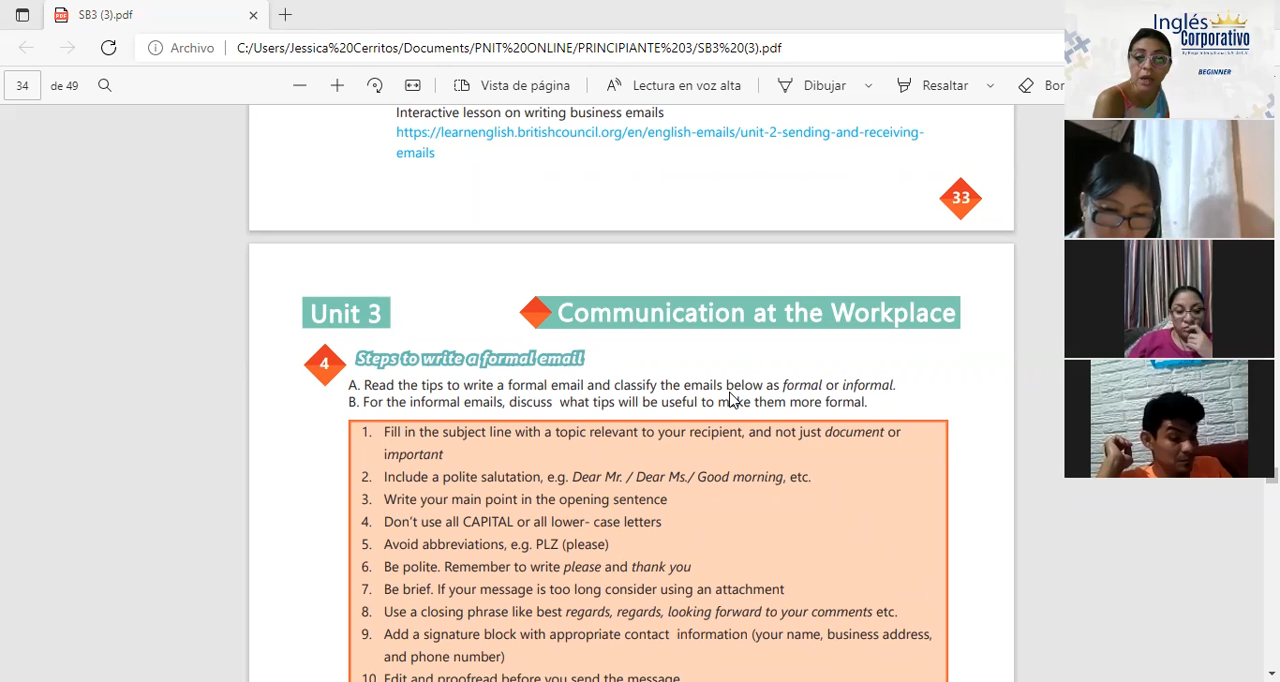 SB3 (3).pdf
Archivo
C:/Users/Jessica%20Cerritos/Documents/PNIT%20ONLINE/PRINCIPIANTE%203/SB3%20(3).pdf
34 de 49
Vista de página
Lectura en voz alta
Dibujar
Resaltar
Bor
Inglés
Corporativo
BEGINNER
Interactive lesson on writing business emails
https://learnenglish.britishcouncil.org/en/english-emails/unit-2-sending-and-receiving-
emails
33
Unit 3
Communication at the Workplace
4
Steps to write a formal email
A. Read the tips to write a formal email and classify the emails below as formal or informal.
B. For the informal emails, discuss what tips will be useful to make them more formal.
1. Fill in the subject line with a topic relevant to your recipient, and not just document or
important
2. Include a polite salutation, e.g. Dear Mr. / Dear Ms./ Good morning, etc.
3. Write your main point in the opening sentence
4. Don't use all CAPITAL or all lower- case letters
5. Avoid abbreviations, e.g. PLZ (please)
6. Be polite. Remember to write please and thank you
7. Be brief. If your message is too long consider using an attachment
8. Use a closing phrase like best regards, regards, looking forward to your comments etc.
9. Add a signature block with appropriate contact information (your name, business address,
and phone number)
10. Edit and proofread before you send the message